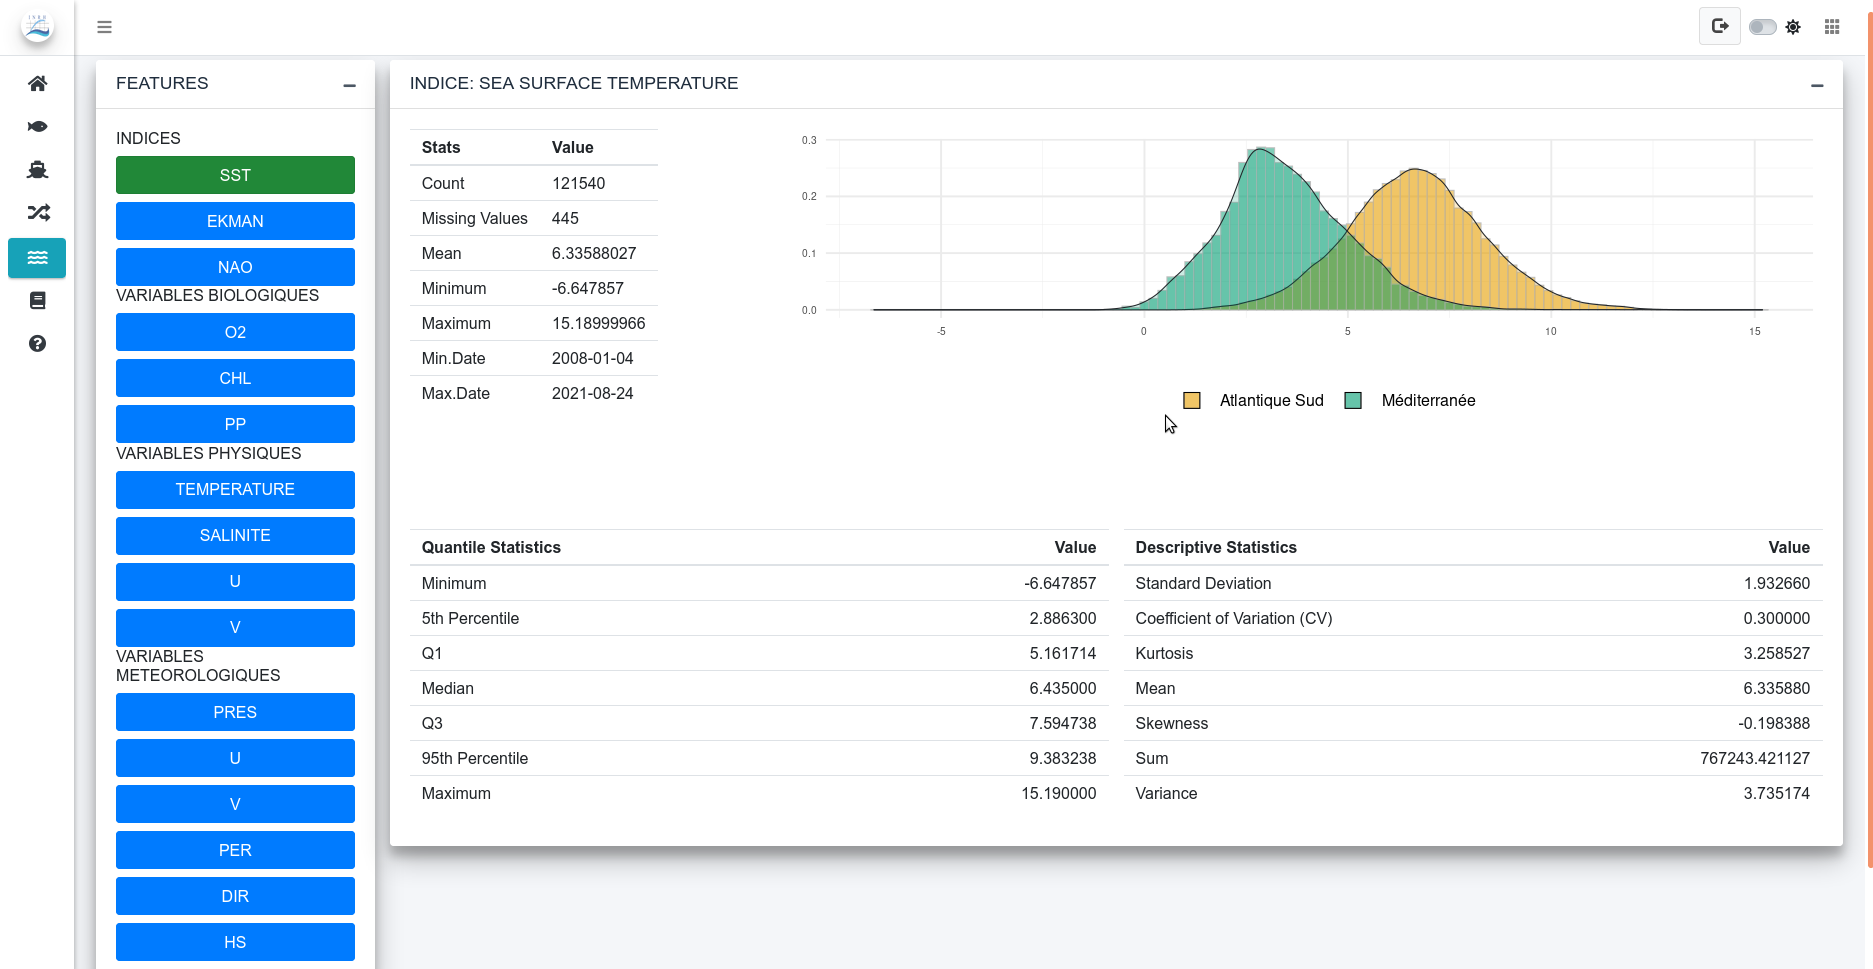 INRH
FEATURES
INDICE: SEA SURFACE TEMPERATURE
INDICES
SST
EKMAN
NAO
VARIABLES BIOLOGIQUES
O2
CHL
PP
VARIABLES PHYSIQUES
TEMPERATURE
SALINITE
U
V
VARIABLES
METEOROLOGIQUES
PRES
U
V
PER
DIR
HS
Stats Value
Count 121540
Missing Values 445
Mean 6.33588027
Minimum -6.647857
Maximum 15.18999966
Min.Date 2008-01-04
Max.Date 2021-08-24
0.3
0.2
0.1
0.0
-5 0 5 10 15
Atlantique Sud Méditerranée
Quantile Statistics Value
Minimum -6.647857
5th Percentile 2.886300
Q1 5.161714
Median 6.435000
Q3 7.594738
95th Percentile 9.383238
Maximum 15.190000
Descriptive Statistics Value
Standard Deviation 1.932660
Coefficient of Variation (CV) 0.300000
Kurtosis 3.258527
Mean 6.335880
Skewness -0.198388
Sum 767243.421127
Variance 3.735174